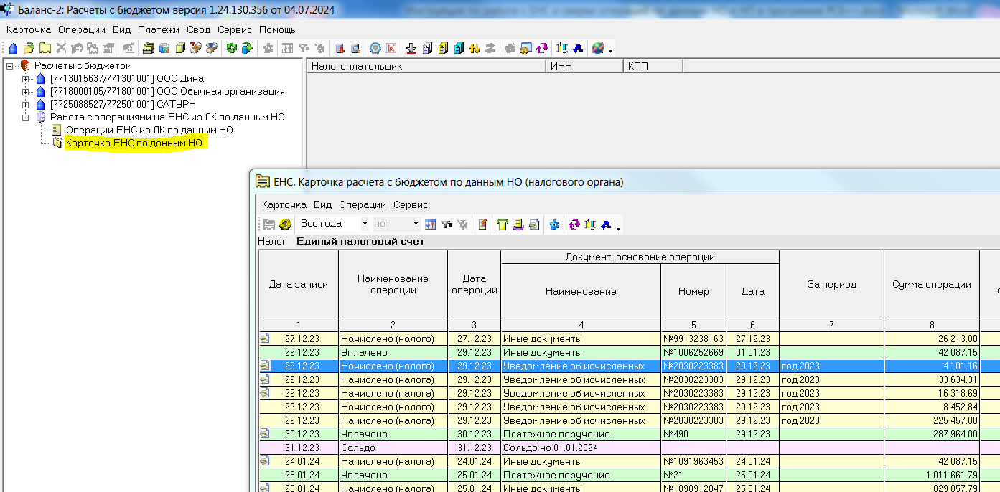 Баланс-2: Расчеты с бюджетом версия 1.24.130.356 от 04.07.2024
Карточка Операции Вид Платежи Свод Сервис Помощь
Расчеты с бюджетом
[7713015637/771301001] ООО Дина
[7718000105/771801001] ООО Обычная организация
[7725088527/772501001] САТУРН
Работа с операциями на ЕНС из ЛК по данным НО
Операции ЕНС из ЛК по данным НО
Карточка ЕНС по данным НО
Налогоплательщик ИНН КПП
ЕНС. Карточка расчета с бюджетом по данным НО (налогового органа)
Карточка Вид Операции Сервис
Все года нет
Налог Единый налоговый счет
Документ, основание операции
Дата записи Наименование операции Дата операции Наименование Номер Дата За период Сумма операции
1 2 3 4 5 6 7 8
27.12.23 Начислено (налога) 27.12.23 Иные документы №9913238163 27.12.23 26 213.00
29.12.23 Уплачено 29.12.23 Иные документы №1006252669 01.01.23 42 087.15
29.12.23 Начислено (налога) 29.12.23 Уведомление об исчисленных №2030223383 29.12.23 год 2023 4 101.16
29.12.23 Начислено (налога) 29.12.23 Уведомление об исчисленных №2030223383 29.12.23 год 2023 33 634.31
29.12.23 Начислено (налога) 29.12.23 Уведомление об исчисленных №2030223383 29.12.23 год 2023 16 318.69
29.12.23 Начислено (налога) 29.12.23 Уведомление об исчисленных №2030223383 29.12.23 год 2023 8 452.84
29.12.23 Начислено (налога) 29.12.23 Уведомление об исчисленных №2030223383 29.12.23 год 2023 225 457.00
30.12.23 Уплачено 30.12.23 Платежное поручение №490 29.12.23 287 964.00
31.12.23 Сальдо 31.12.23 Сальдо на 01.01.2024
24.01.24 Начислено (налога) 24.01.24 Иные документы №1091963453 24.01.24 42 087.15
25.01.24 Уплачено 25.01.24 Платежное поручение №21 25.01.24 1 011 661.79
25.01.24 Начислено (налога) 25.01.24 Иные документы №1098912047 25.01.24 829 057.79